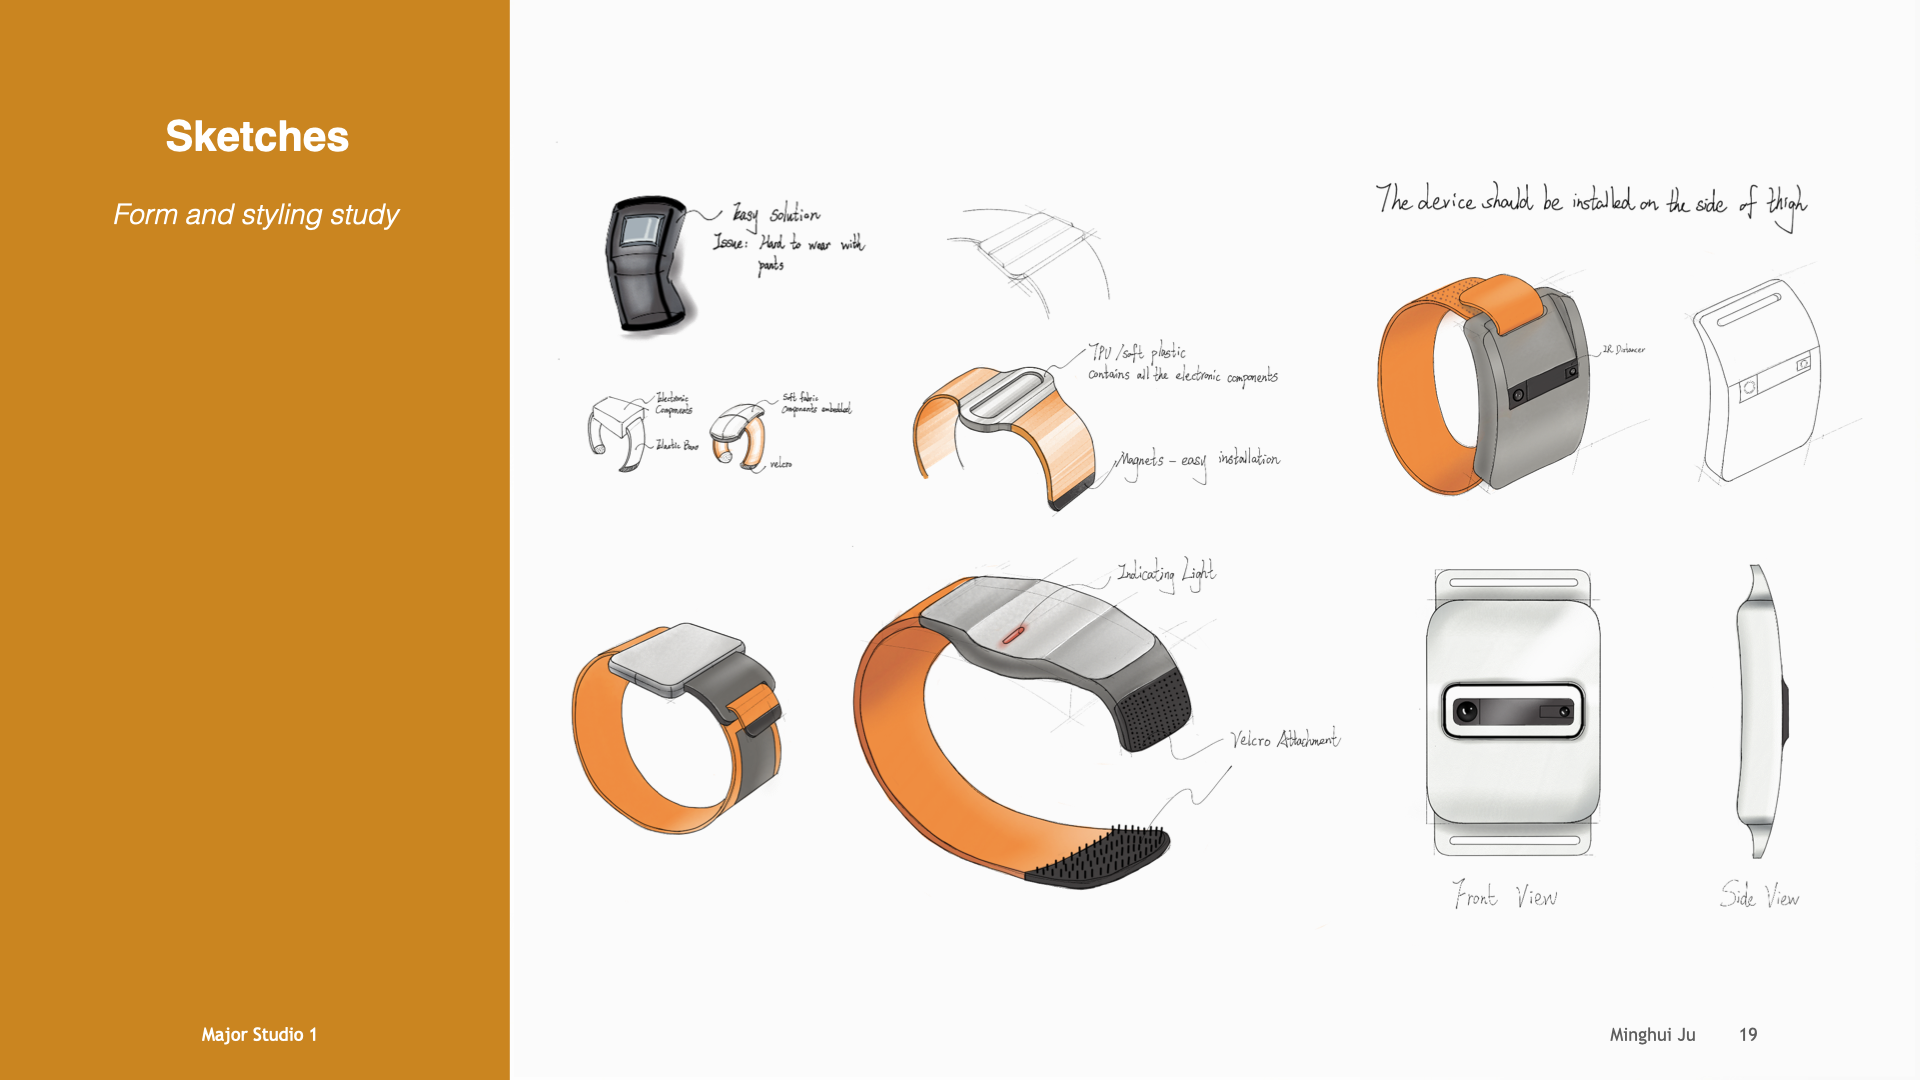 Sketches
Form and styling study
Easy solution
Issue: Hard to wear with
pants
Electronic
Components
Elastic Band
Soft fabric
Components embedded
velcro
TPU /soft plastic
contains all the electronic components
Magnets - easy installation
The device should be installed on the side of thigh
IR Distancer
Indicating Light
Velcro Attachment
Front View
Side View
Major Studio 1
Minghui Ju
19